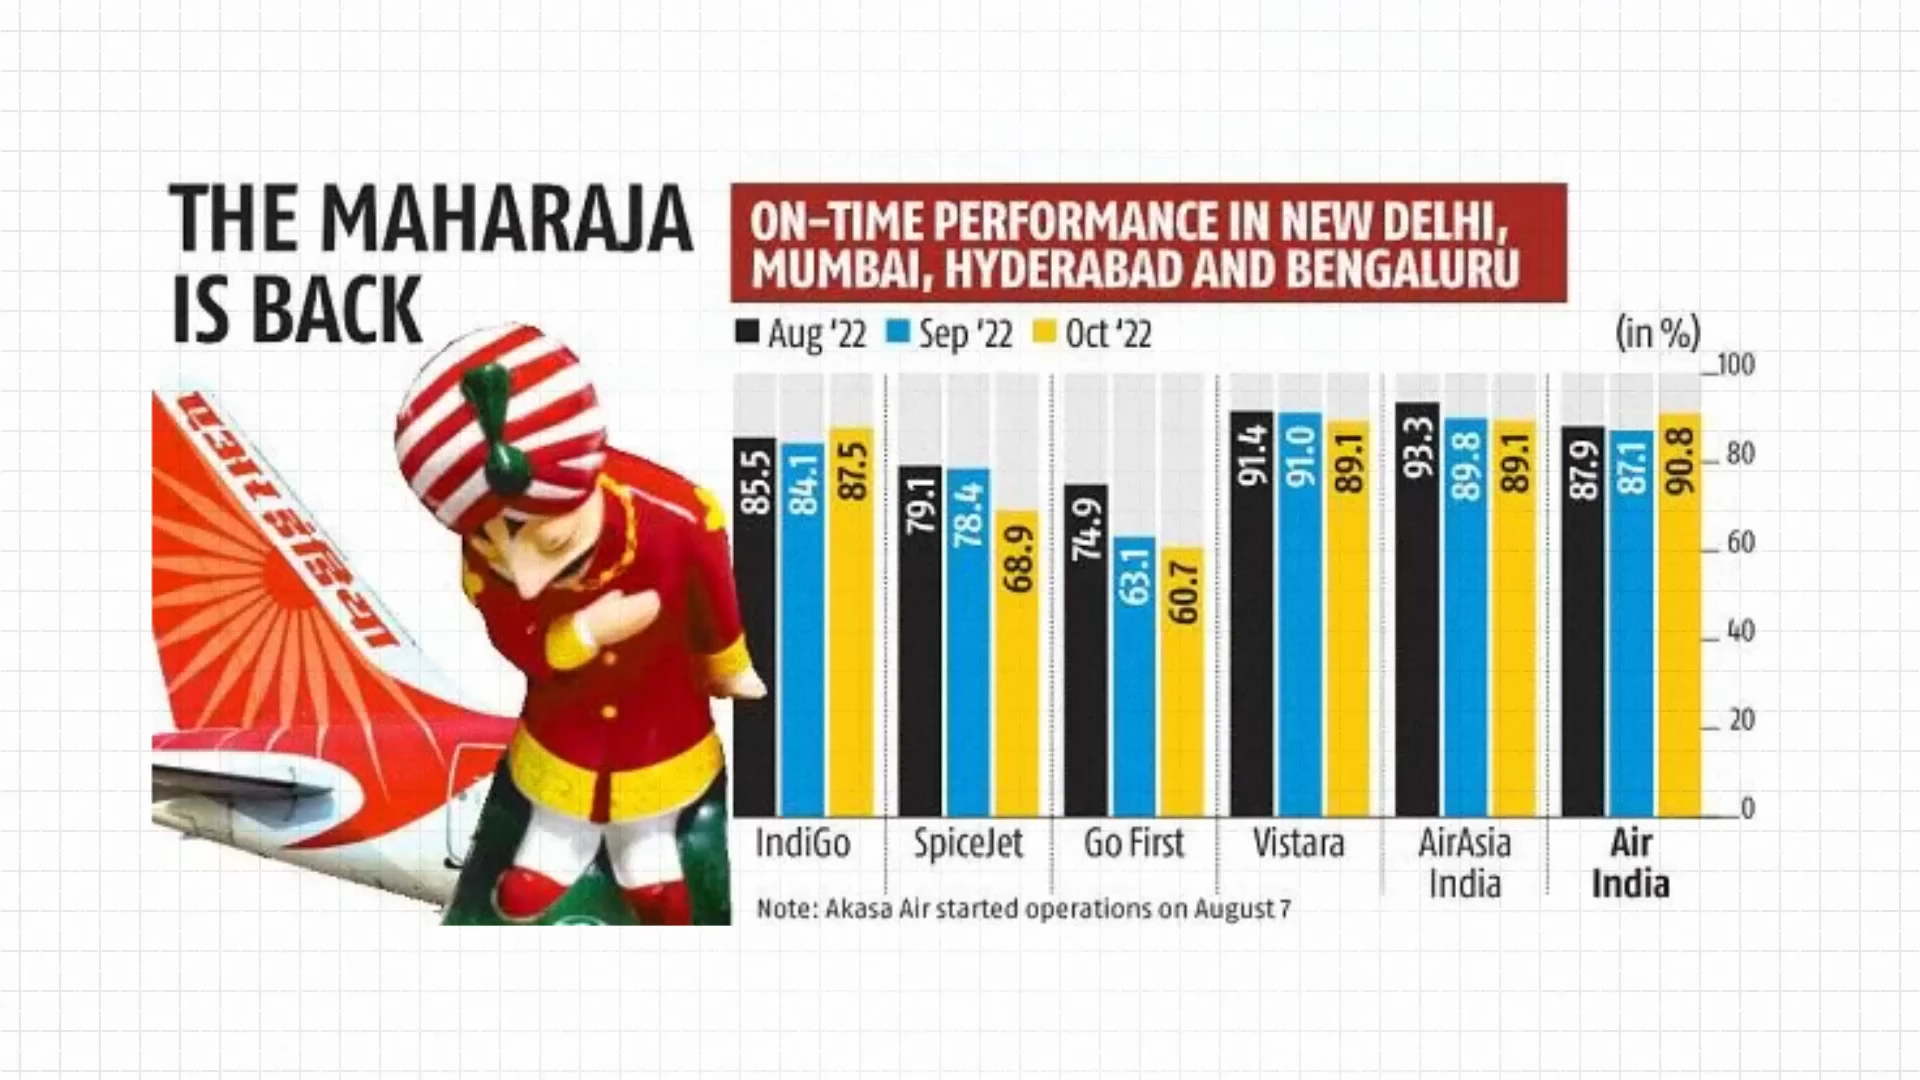 THE MAHARAJA
IS BACK
AIR INDIA
ON-TIME PERFORMANCE IN NEW DELHI,
MUMBAI, HYDERABAD AND BENGALURU
Aug '22 Sep '22 Oct '22
(in %)
100
80
60
40
20
0
85.5 84.1 87.5
79.1 78.4 68.9
74.9 63.1 60.7
91.4 91.0 89.1
93.3 89.8 89.1
87.9 87.1 90.8
IndiGo
SpiceJet
Go First
Vistara
AirAsia
India
Air
India
Note: Akasa Air started operations on August 7